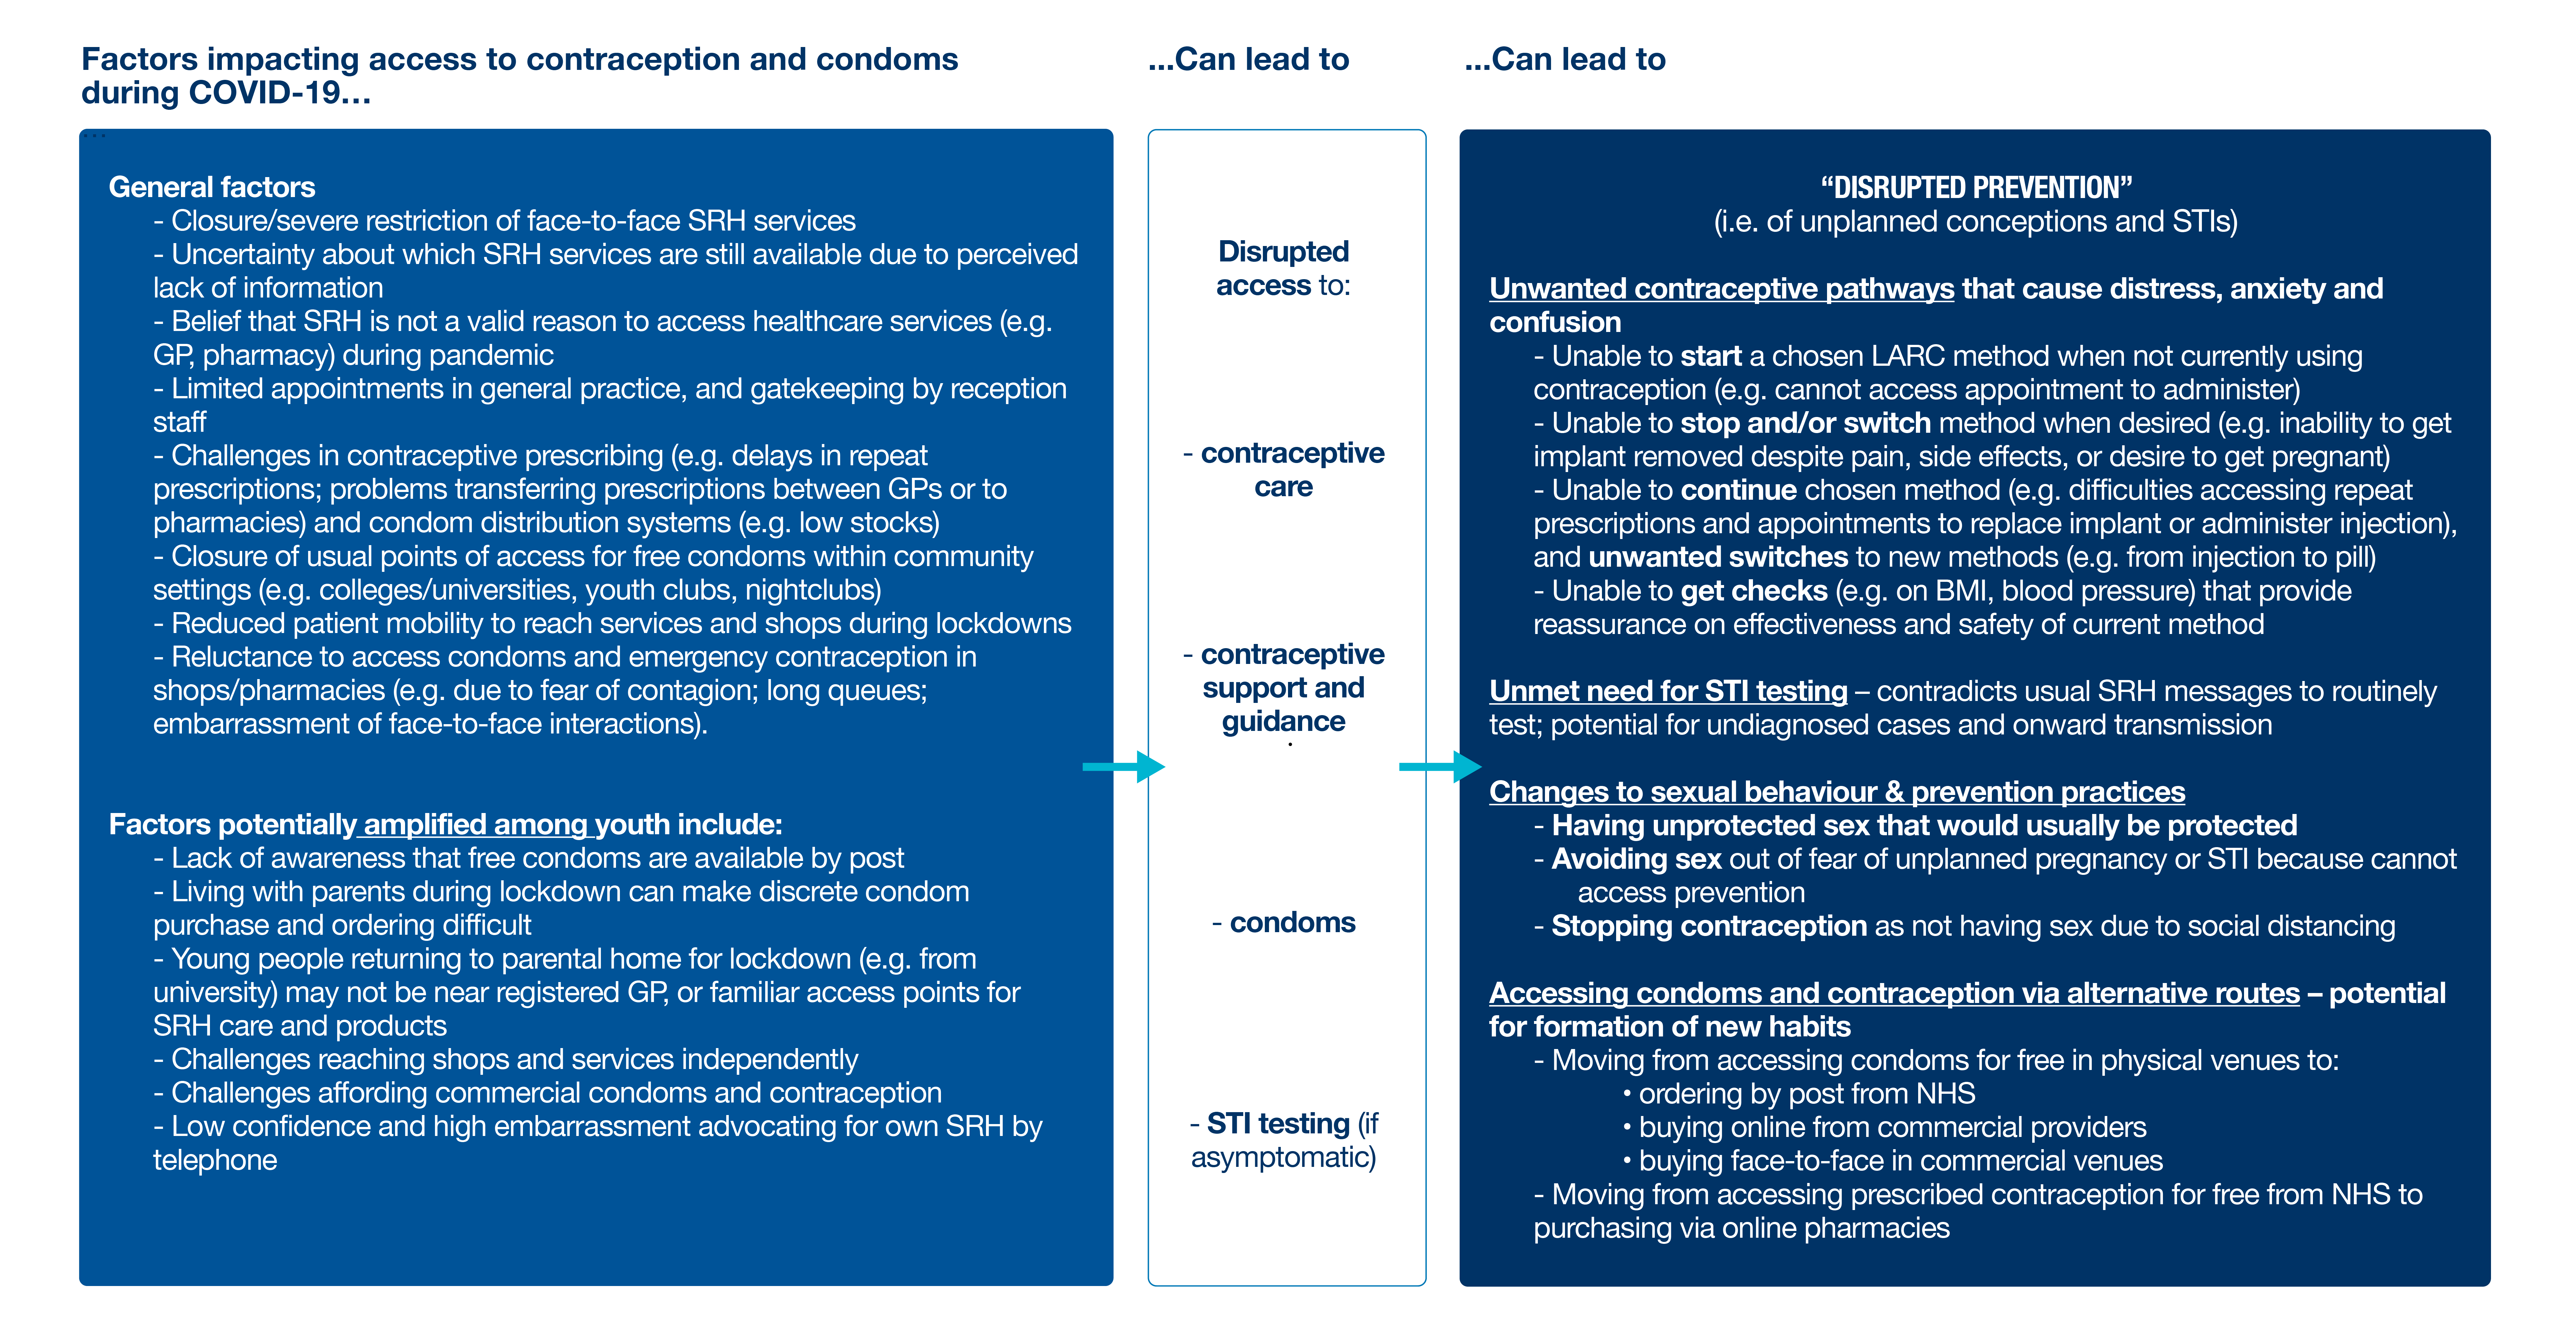 Factors impacting access to contraception and condoms
during COVID-19...
...Can lead to
...Can lead to
...
General factors
- Closure/severe restriction of face-to-face SRH services
- Uncertainty about which SRH services are still available due to perceived
lack of information
- Belief that SRH is not a valid reason to access healthcare services (e.g.
GP, pharmacy) during pandemic
- Limited appointments in general practice, and gatekeeping by reception
staff
- Challenges in contraceptive prescribing (e.g. delays in repeat
prescriptions; problems transferring prescriptions between GPs or to
pharmacies) and condom distribution systems (e.g. low stocks)
- Closure of usual points of access for free condoms within community
settings (e.g. colleges/universities, youth clubs, nightclubs)
- Reduced patient mobility to reach services and shops during lockdowns
- Reluctance to access condoms and emergency contraception in
shops/pharmacies (e.g. due to fear of contagion; long queues;
embarrassment of face-to-face interactions).
Factors potentially amplified among youth include:
- Lack of awareness that free condoms are available by post
- Living with parents during lockdown can make discrete condom
purchase and ordering difficult
- Young people returning to parental home for lockdown (e.g. from
university) may not be near registered GP, or familiar access points for
SRH care and products
- Challenges reaching shops and services independently
- Challenges affording commercial condoms and contraception
- Low confidence and high embarrassment advocating for own SRH by
telephone
Disrupted
access to:
- contraceptive
care
- contraceptive
support and
guidance
.
- condoms
- STI testing (if
asymptomatic)
“DISRUPTED PREVENTION”
(i.e. of unplanned conceptions and STIs)
Unwanted contraceptive pathways that cause distress, anxiety and
confusion
- Unable to start a chosen LARC method when not currently using
contraception (e.g. cannot access appointment to administer)
- Unable to stop and/or switch method when desired (e.g. inability to get
implant removed despite pain, side effects, or desire to get pregnant)
- Unable to continue chosen method (e.g. difficulties accessing repeat
prescriptions and appointments to replace implant or administer injection),
and unwanted switches to new methods (e.g. from injection to pill)
- Unable to get checks (e.g. on BMI, blood pressure) that provide
reassurance on effectiveness and safety of current method
Unmet need for STI testing – contradicts usual SRH messages to routinely
test; potential for undiagnosed cases and onward transmission
Changes to sexual behaviour & prevention practices
- Having unprotected sex that would usually be protected
- Avoiding sex out of fear of unplanned pregnancy or STI because cannot
access prevention
- Stopping contraception as not having sex due to social distancing
Accessing condoms and contraception via alternative routes – potential
for formation of new habits
- Moving from accessing condoms for free in physical venues to:
• ordering by post from NHS
• buying online from commercial providers
• buying face-to-face in commercial venues
- Moving from accessing prescribed contraception for free from NHS to
purchasing via online pharmacies